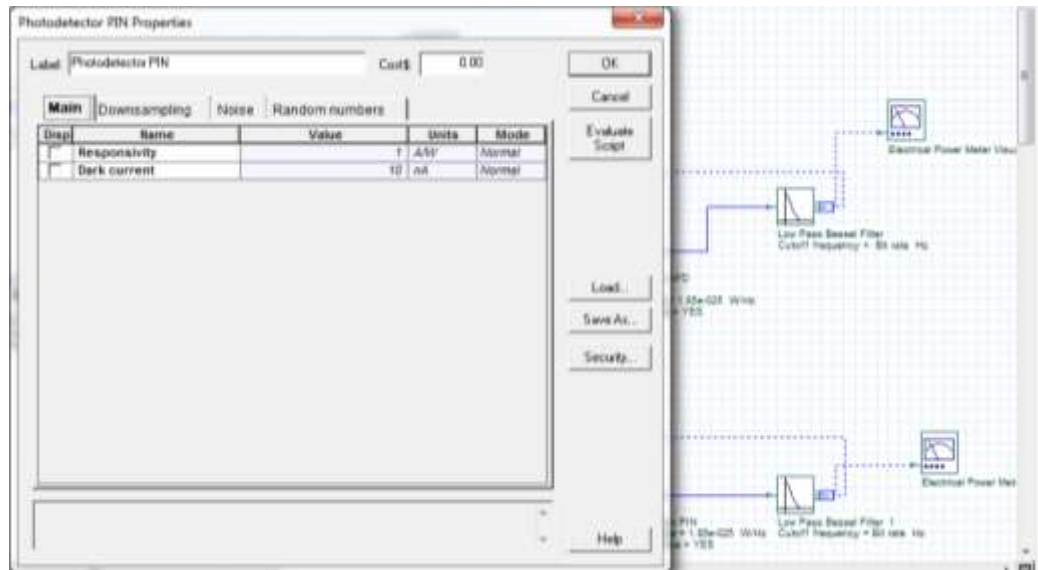 Photodetector PIN Properties
Label: Photodetector PIN Cost$ 0.00
OK
Cancel
Evaluate Script
Main Downsampling Noise Random numbers
Disp Name Value Units Mode
Responsivity 1 A/W Normal
Dark current 10 nA Normal
Load...
Save As...
Security...
Help
Electrical Power Meter Visu
Low Pass Bessel Filter
Cutoff frequency = Bit rate Hz
W/Hz
= YES
Electrical Power Met
PIN
W/Hz
= YES
Low Pass Bessel Filter 1
Cutoff frequency = Bit rate Hz